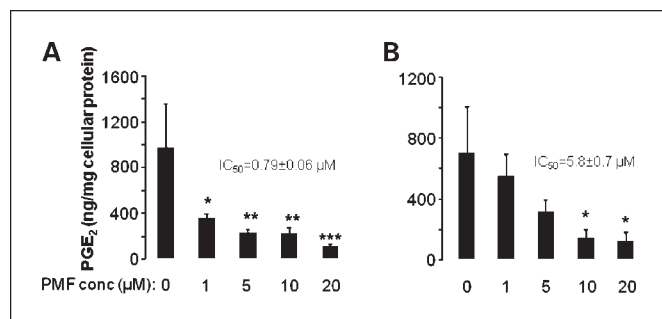 A
PGE2 (ng/mg cellular protein)
1600
1200
800
400
0
IC50=0.79±0.06 µM
*
**
**
***
PMF conc (µM): 0 1 5 10 20
B
1200
800
400
0
IC50=5.8±0.7 µM
*
*
0 1 5 10 20